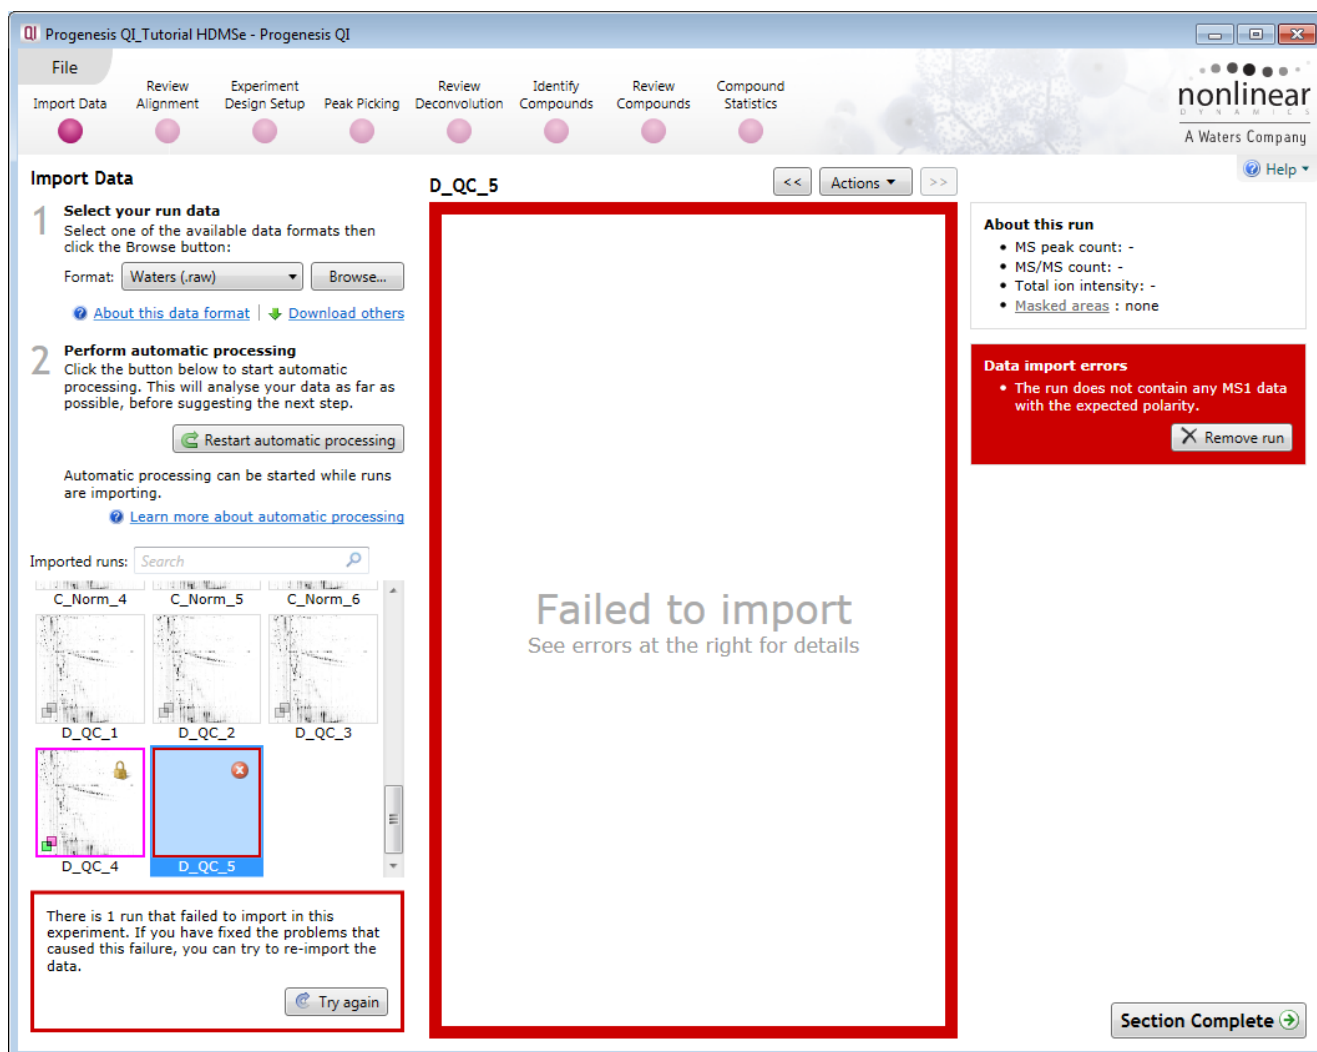 QI Progenesis QI_Tutorial HDMSe - Progenesis QI
File
Import Data
Review
Alignment
Experiment
Design Setup
Peak Picking
Review
Deconvolution
Identify
Compounds
Review
Compounds
Compound
Statistics
nonlinear
DYNAMICS
A Waters Company
Help
Import Data
1 Select your run data
Select one of the available data formats then
click the Browse button:
Format: Waters (.raw) Browse...
About this data format Download others
2 Perform automatic processing
Click the button below to start automatic
processing. This will analyse your data as far as
possible, before suggesting the next step.
Restart automatic processing
Automatic processing can be started while runs
are importing.
Learn more about automatic processing
Imported runs: Search
C_Norm_4 C_Norm_5 C_Norm_6
D_QC_1 D_QC_2 D_QC_3
D_QC_4 D_QC_5
There is 1 run that failed to import in this
experiment. If you have fixed the problems that
caused this failure, you can try to re-import the
data.
Try again
D_QC_5
<< Actions >>
Failed to import
See errors at the right for details
About this run
• MS peak count: -
• MS/MS count: -
• Total ion intensity: -
• Masked areas : none
Data import errors
• The run does not contain any MS1 data
with the expected polarity.
Remove run
Section Complete